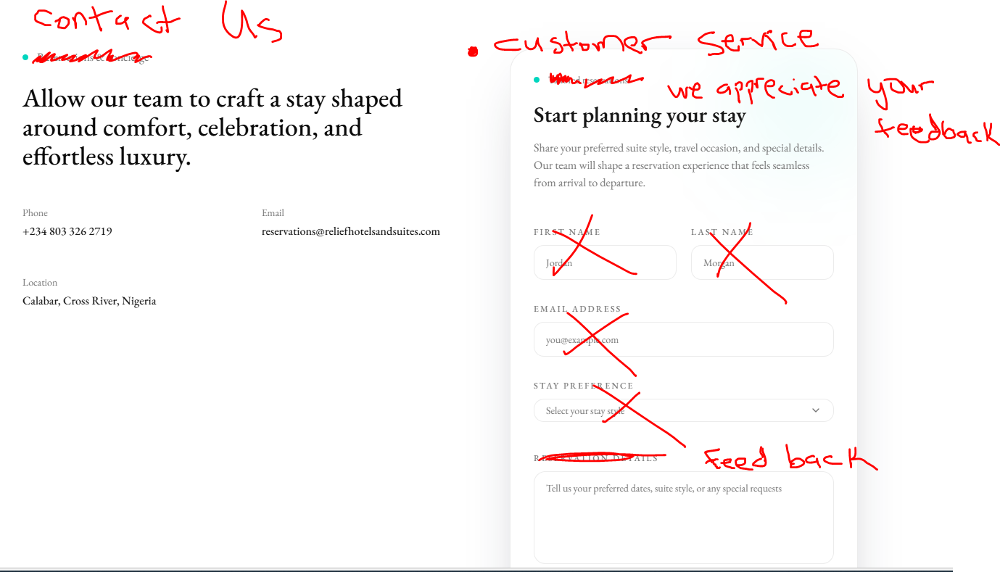 Contact Us
Reservations & Concierge
Allow our team to craft a stay shaped
around comfort, celebration, and
effortless luxury.
Phone
+234 803 326 2719
Email
reservations@reliefhotelsandsuites.com
Location
Calabar, Cross River, Nigeria
Customer Service
reservations
we appreciate your
feedback
Start planning your stay
Share your preferred suite style, travel occasion, and special details.
Our team will shape a reservation experience that feels seamless
from arrival to departure.
FIRST NAME
Jordan
LAST NAME
Morgan
EMAIL ADDRESS
you@example.com
STAY PREFERENCE
Select your stay style
RESERVATION DETAILS
Feed back
Tell us your preferred dates, suite style, or any special requests